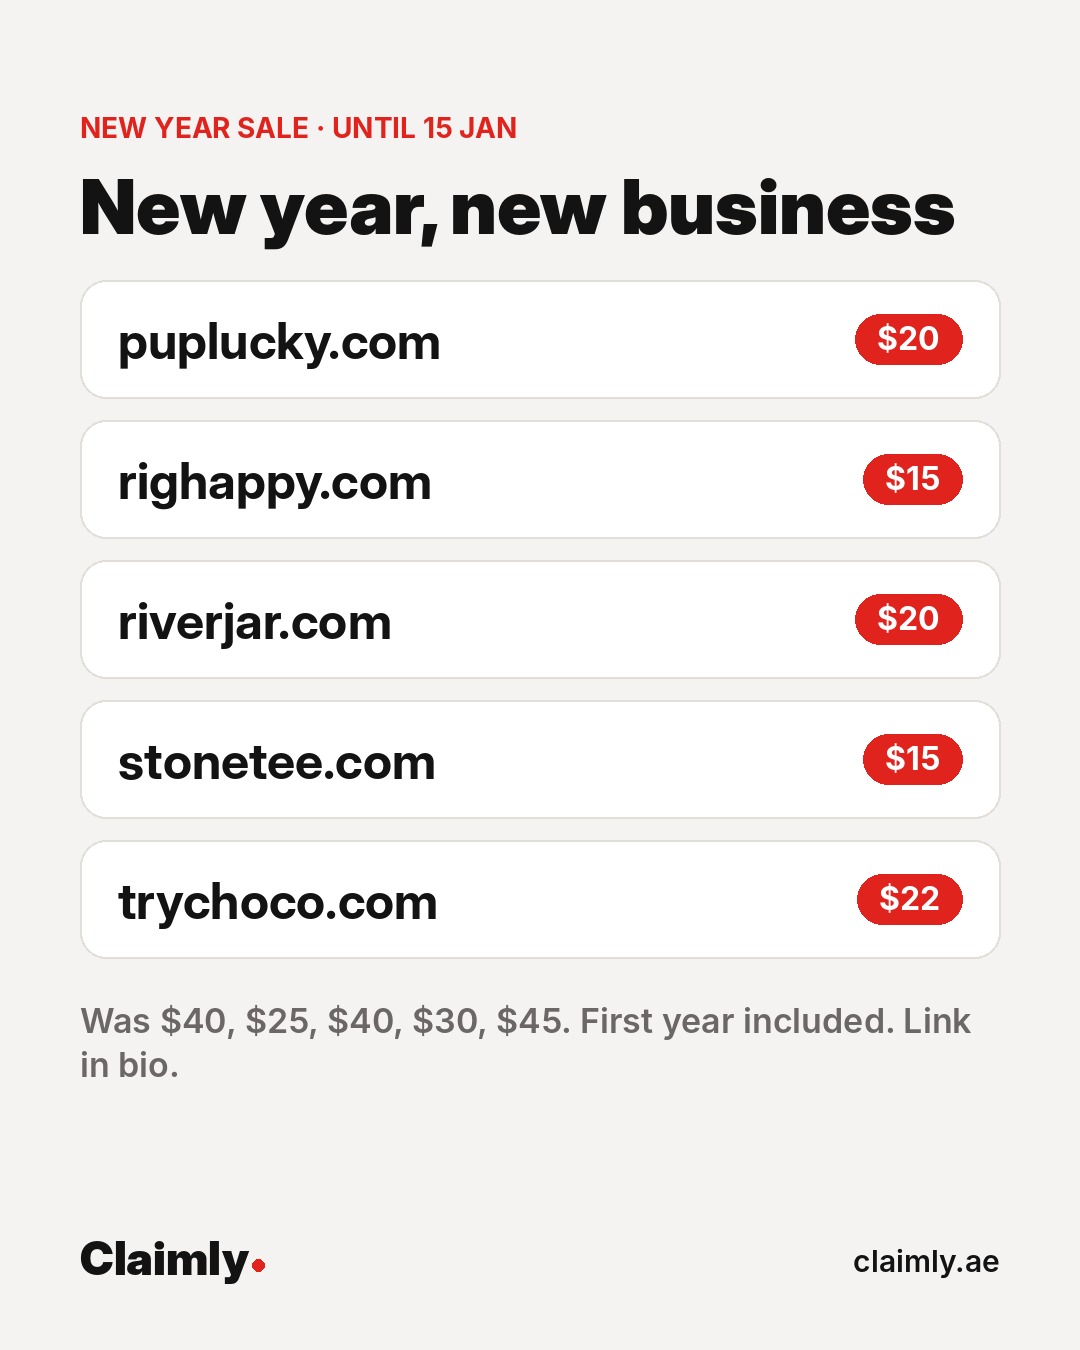 NEW YEAR SALE · UNTIL 15 JAN
New year, new business
puplucky.com $20
righappy.com $15
riverjar.com $20
stonetee.com $15
trychoco.com $22
Was $40, $25, $40, $30, $45. First year included. Link
in bio.
Claimly.
claimly.ae